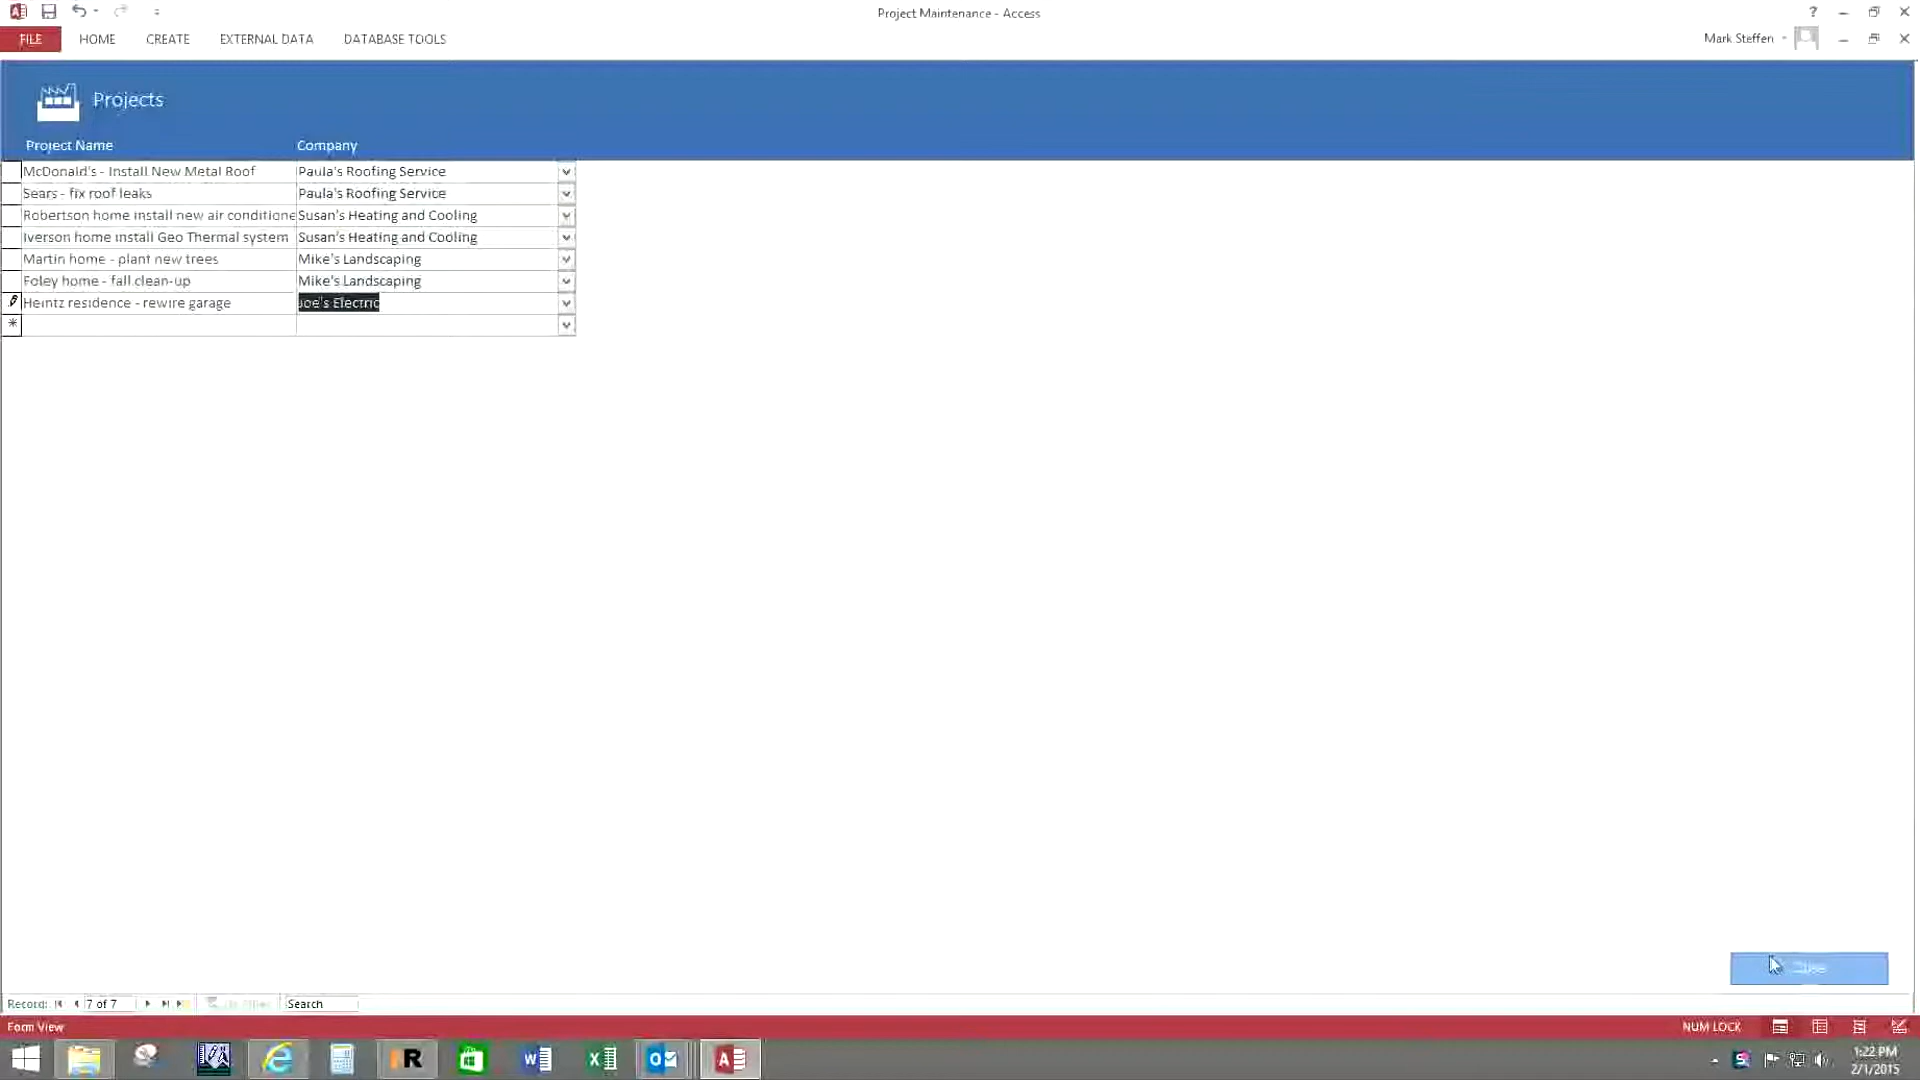 Project Maintenance - Access
?
FILE HOME CREATE EXTERNAL DATA DATABASE TOOLS
Mark Steffen
Projects
Project Name Company
McDonald's - Install New Metal Roof Paula's Roofing Service
Sears - fix roof leaks Paula's Roofing Service
Robertson home install new air conditione Susan's Heating and Cooling
Iverson home install Geo Thermal system Susan's Heating and Cooling
Martin home - plant new trees Mike's Landscaping
Foley home - fall clean-up Mike's Landscaping
Heintz residence - rewire garage Joe's Electric
Close
Record: 7 of 7 Search
Form View
NUM LOCK
1:22 PM
2/1/2015